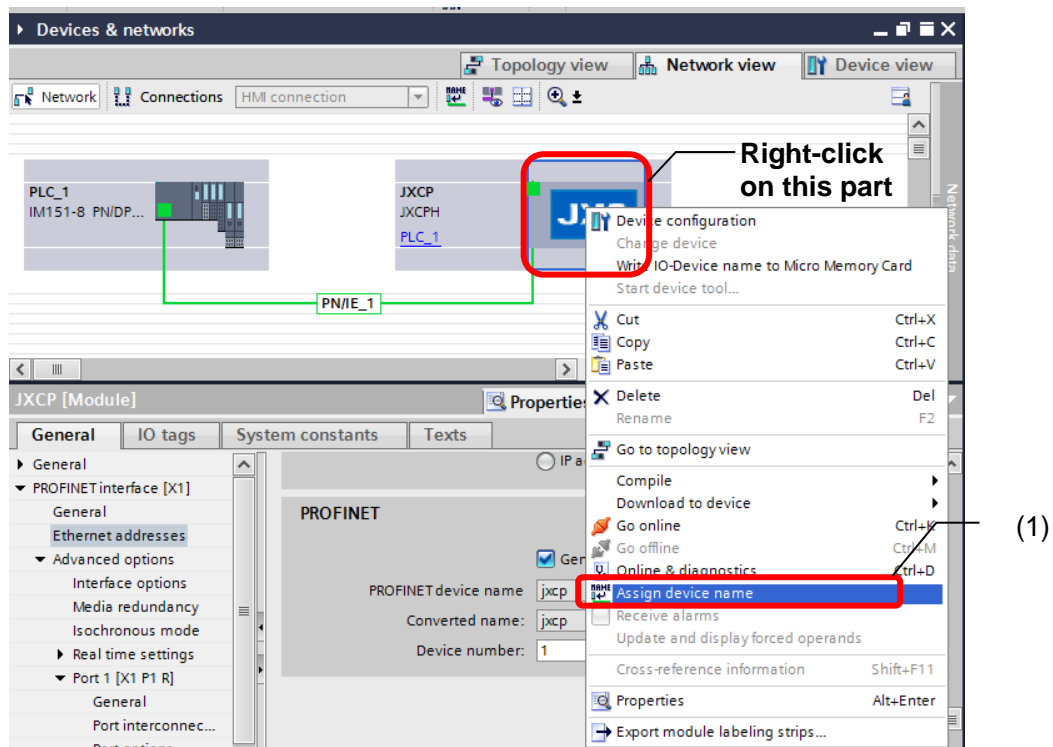 Devices & networks
Topology view
Network view
Device view
Network
Connections
HMI connection
Right-click
on this part
PLC_1
IM151-8 PN/DP...
JXCP
JXCPH
PLC_1
PN/IE_1
Network data
Device configuration
Change device
Write IO-Device name to Micro Memory Card
Start device tool...
Cut Ctrl+X
Copy Ctrl+C
Paste Ctrl+V
Delete Del
Rename F2
Go to topology view
Compile
Download to device
Go online Ctrl+K
Go offline Ctrl+M
Online & diagnostics Ctrl+D
Assign device name
Receive alarms
Update and display forced operands
Cross-reference information Shift+F11
Properties Alt+Enter
Export module labeling strips...
(1)
JXCP [Module]
Properties
General
IO tags
System constants
Texts
General
PROFINET interface [X1]
General
Ethernet addresses
Advanced options
Interface options
Media redundancy
Isochronous mode
Real time settings
Port 1 [X1 P1 R]
General
Port interconnec...
Port options
IP a
PROFINET
Gen
PROFINET device name jxcp
Converted name: jxcp
Device number: 1